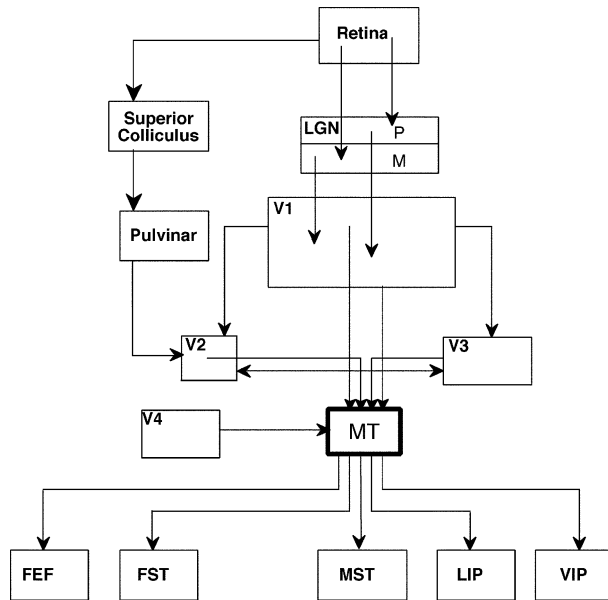 Retina
Superior
Colliculus
LGN
P
M
V1
Pulvinar
V2
V3
V4
MT
FEF
FST
MST
LIP
VIP